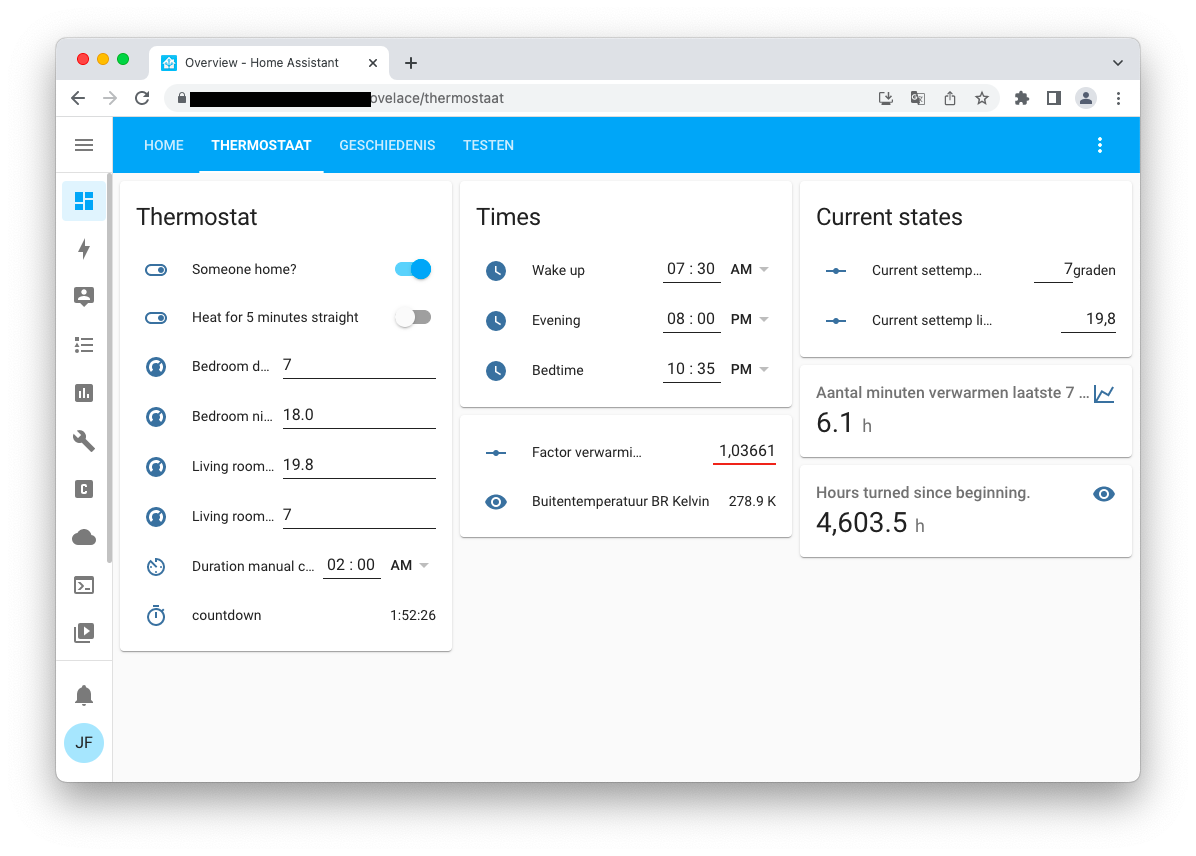 Overview - Home Assistant
ovelace/thermostaat
HOME THERMOSTAAT GESCHIEDENIS TESTEN
Thermostat
Someone home?
Heat for 5 minutes straight
Bedroom d... 7
Bedroom ni... 18.0
Living room... 19.8
Living room... 7
Duration manual c... 02 : 00 AM
countdown 1:52:26
Times
Wake up 07 : 30 AM
Evening 08 : 00 PM
Bedtime 10 : 35 PM
Factor verwarmi... 1,03661
Buitentemperatuur BR Kelvin 278.9 K
Current states
Current settemp... 7graden
Current settemp li... 19,8
Aantal minuten verwarmen laatste 7 ...
6.1 h
Hours turned since beginning.
4,603.5 h
C
JF